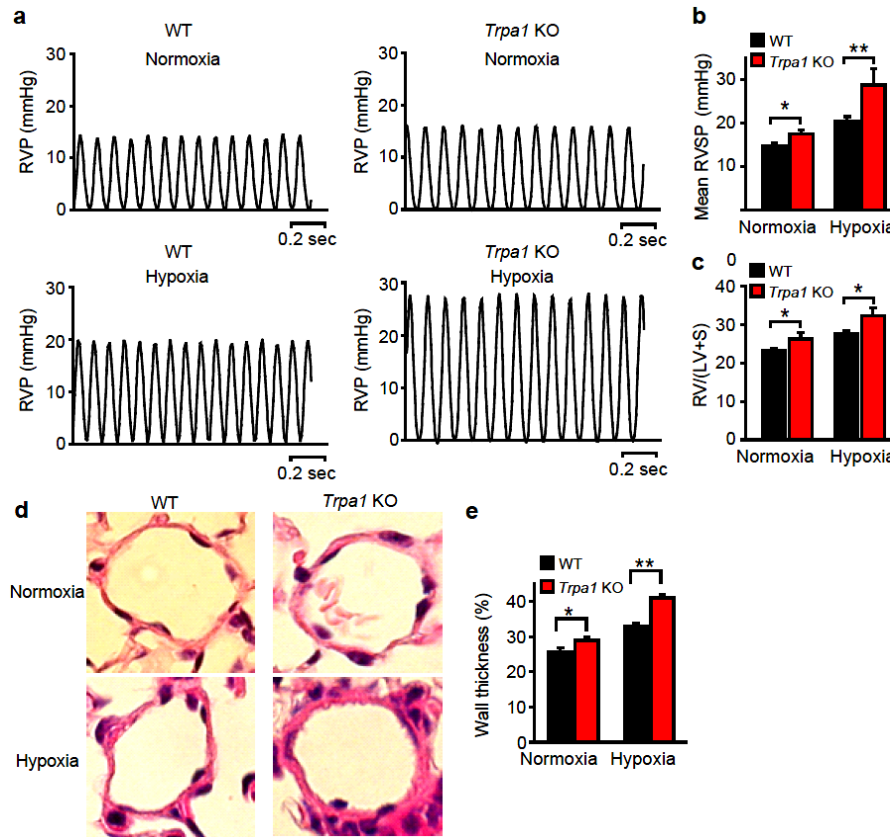 a
WT
Normoxia
RVP (mmHg)
30
20
10
0
0.2 sec
Trpa1 KO
Normoxia
RVP (mmHg)
30
20
10
0
0.2 sec
WT
Hypoxia
RVP (mmHg)
30
20
10
0
0.2 sec
Trpa1 KO
Hypoxia
RVP (mmHg)
30
20
10
0
0.2 sec
b
WT
Trpa1 KO
Mean RVSP (mmHg)
30
20
10
0
*
**
Normoxia
Hypoxia
c
WT
Trpa1 KO
RV/(LV+S)
40
30
20
10
0
*
*
Normoxia
Hypoxia
d
WT
Trpa1 KO
Normoxia
Hypoxia
e
WT
Trpa1 KO
Wall thickness (%)
40
30
20
10
0
*
**
Normoxia
Hypoxia